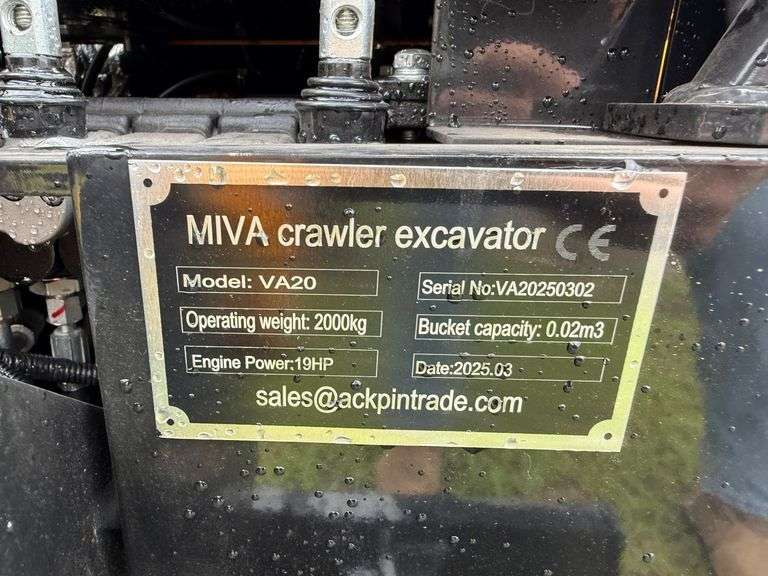 MIVA crawler excavator CE
Model: VA20
Serial No:VA20250302
Operating weight: 2000kg
Bucket capacity: 0.02m3
Engine Power:19HP
Date:2025.03
sales@ackpintrade.com